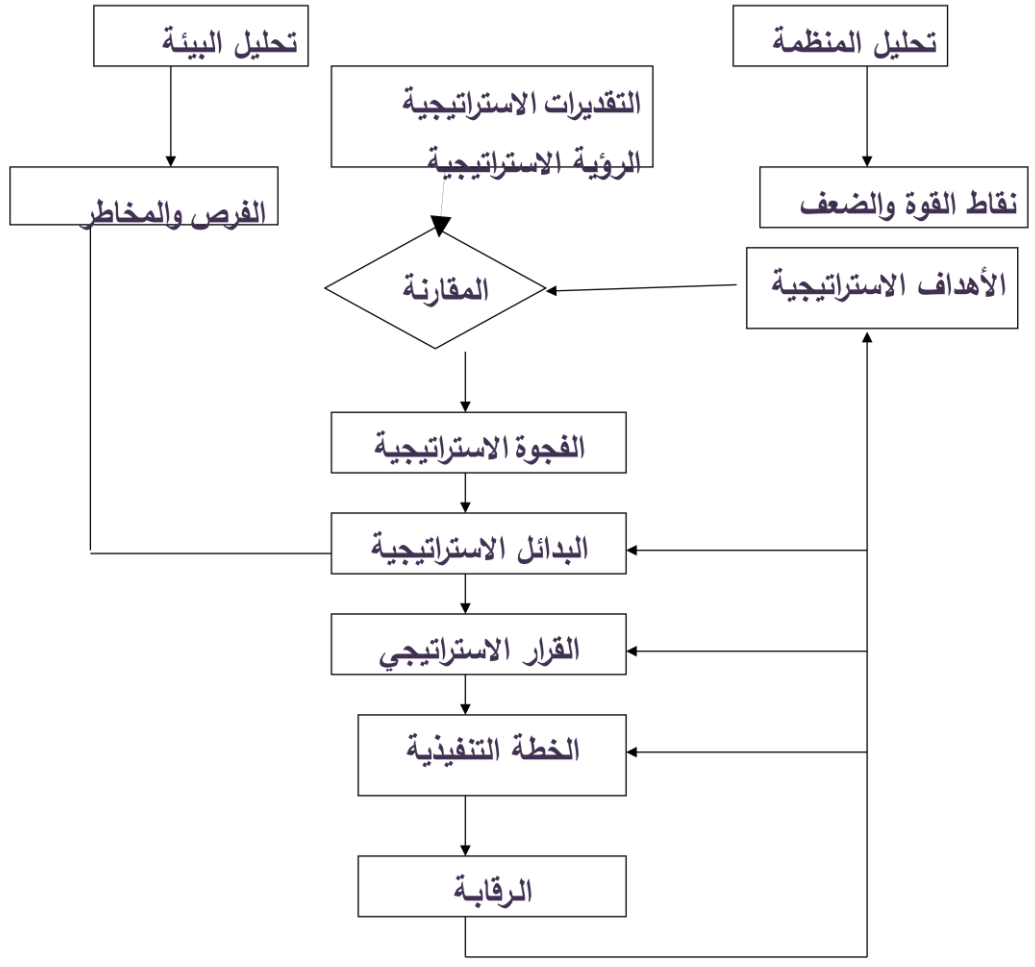 تحليل المنظمة
تحليل البيئة
التقديرات الاستراتيجية
الرؤية الاستراتيجية
نقاط القوة والضعف
الفرص والمخاطر
الأهداف الاستراتيجية
المقارنة
الفجوة الاستراتيجية
البدائل الاستراتيجية
القرار الاستراتيجي
الخطة التنفيذية
الرقابة